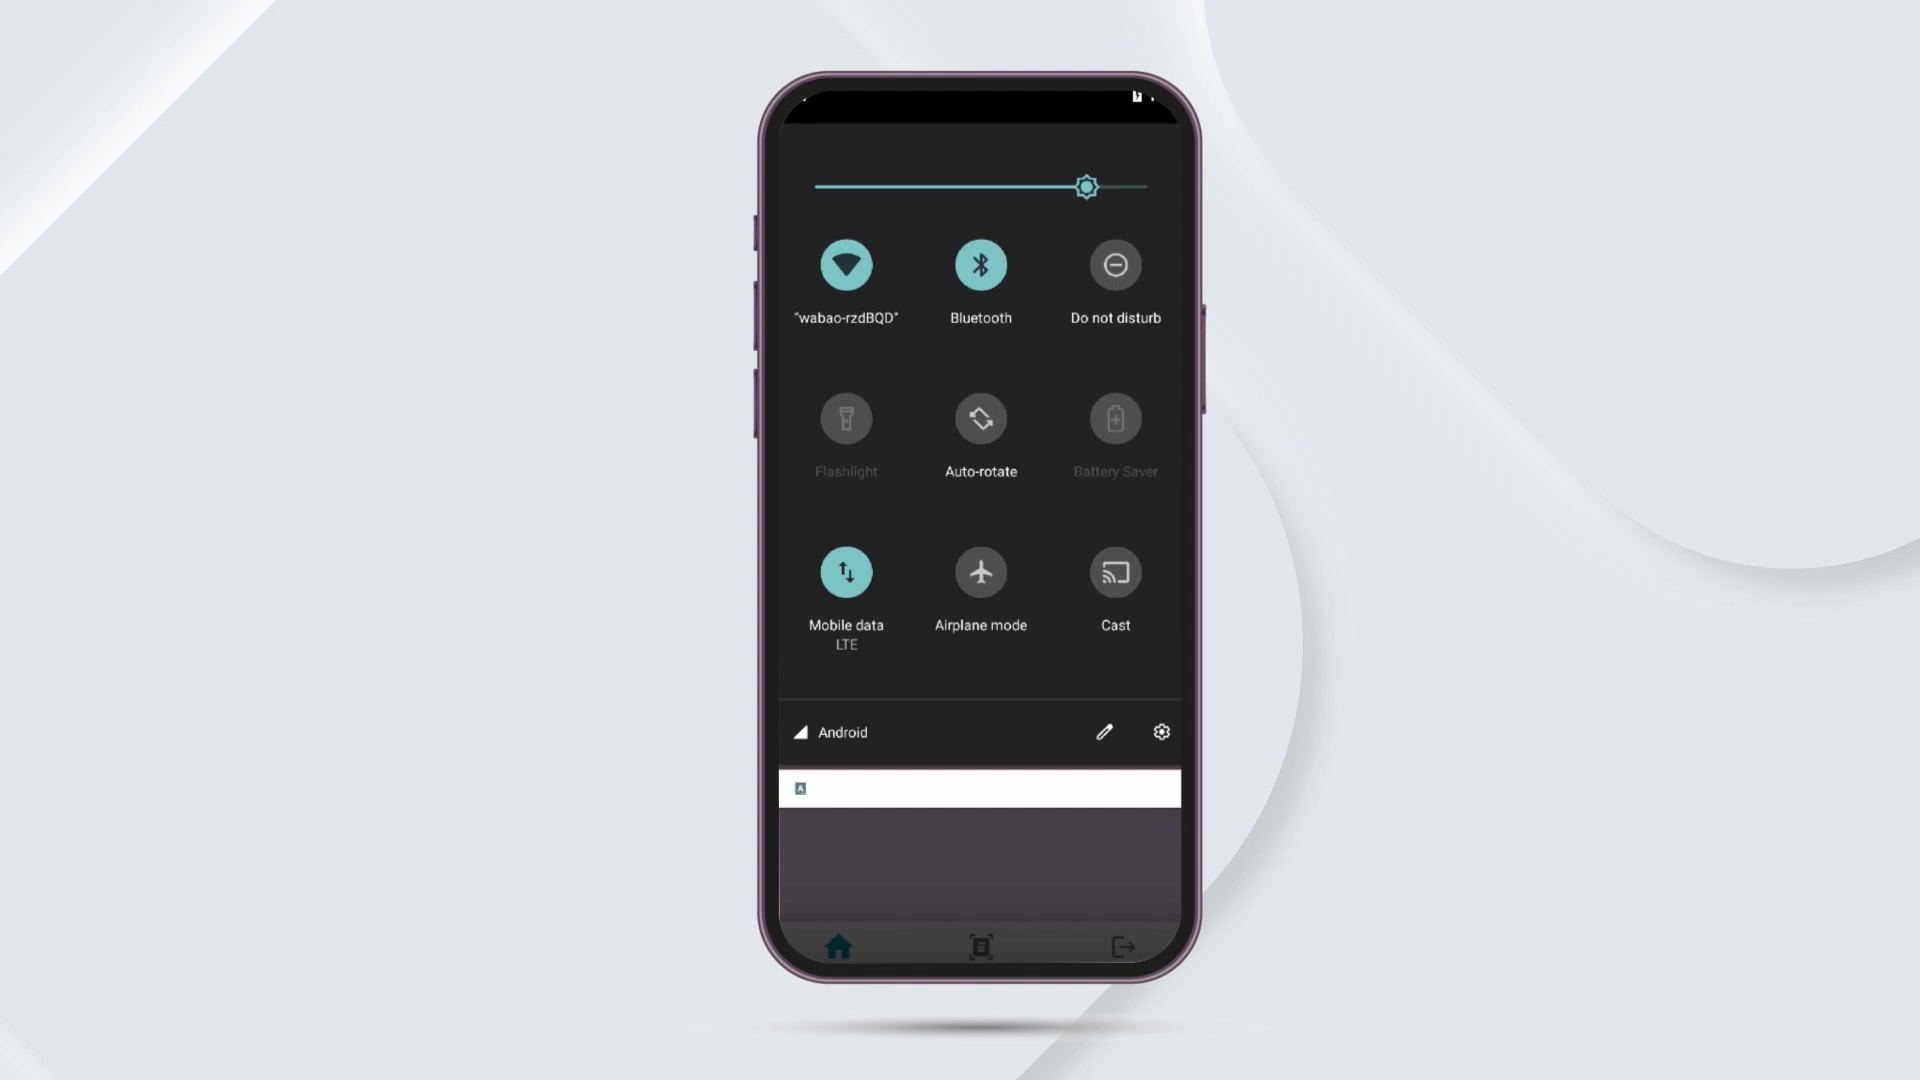 "wabao-rzdBQD"
Bluetooth
Do not disturb
Flashlight
Auto-rotate
Battery Saver
Mobile data
LTE
Airplane mode
Cast
Android
A